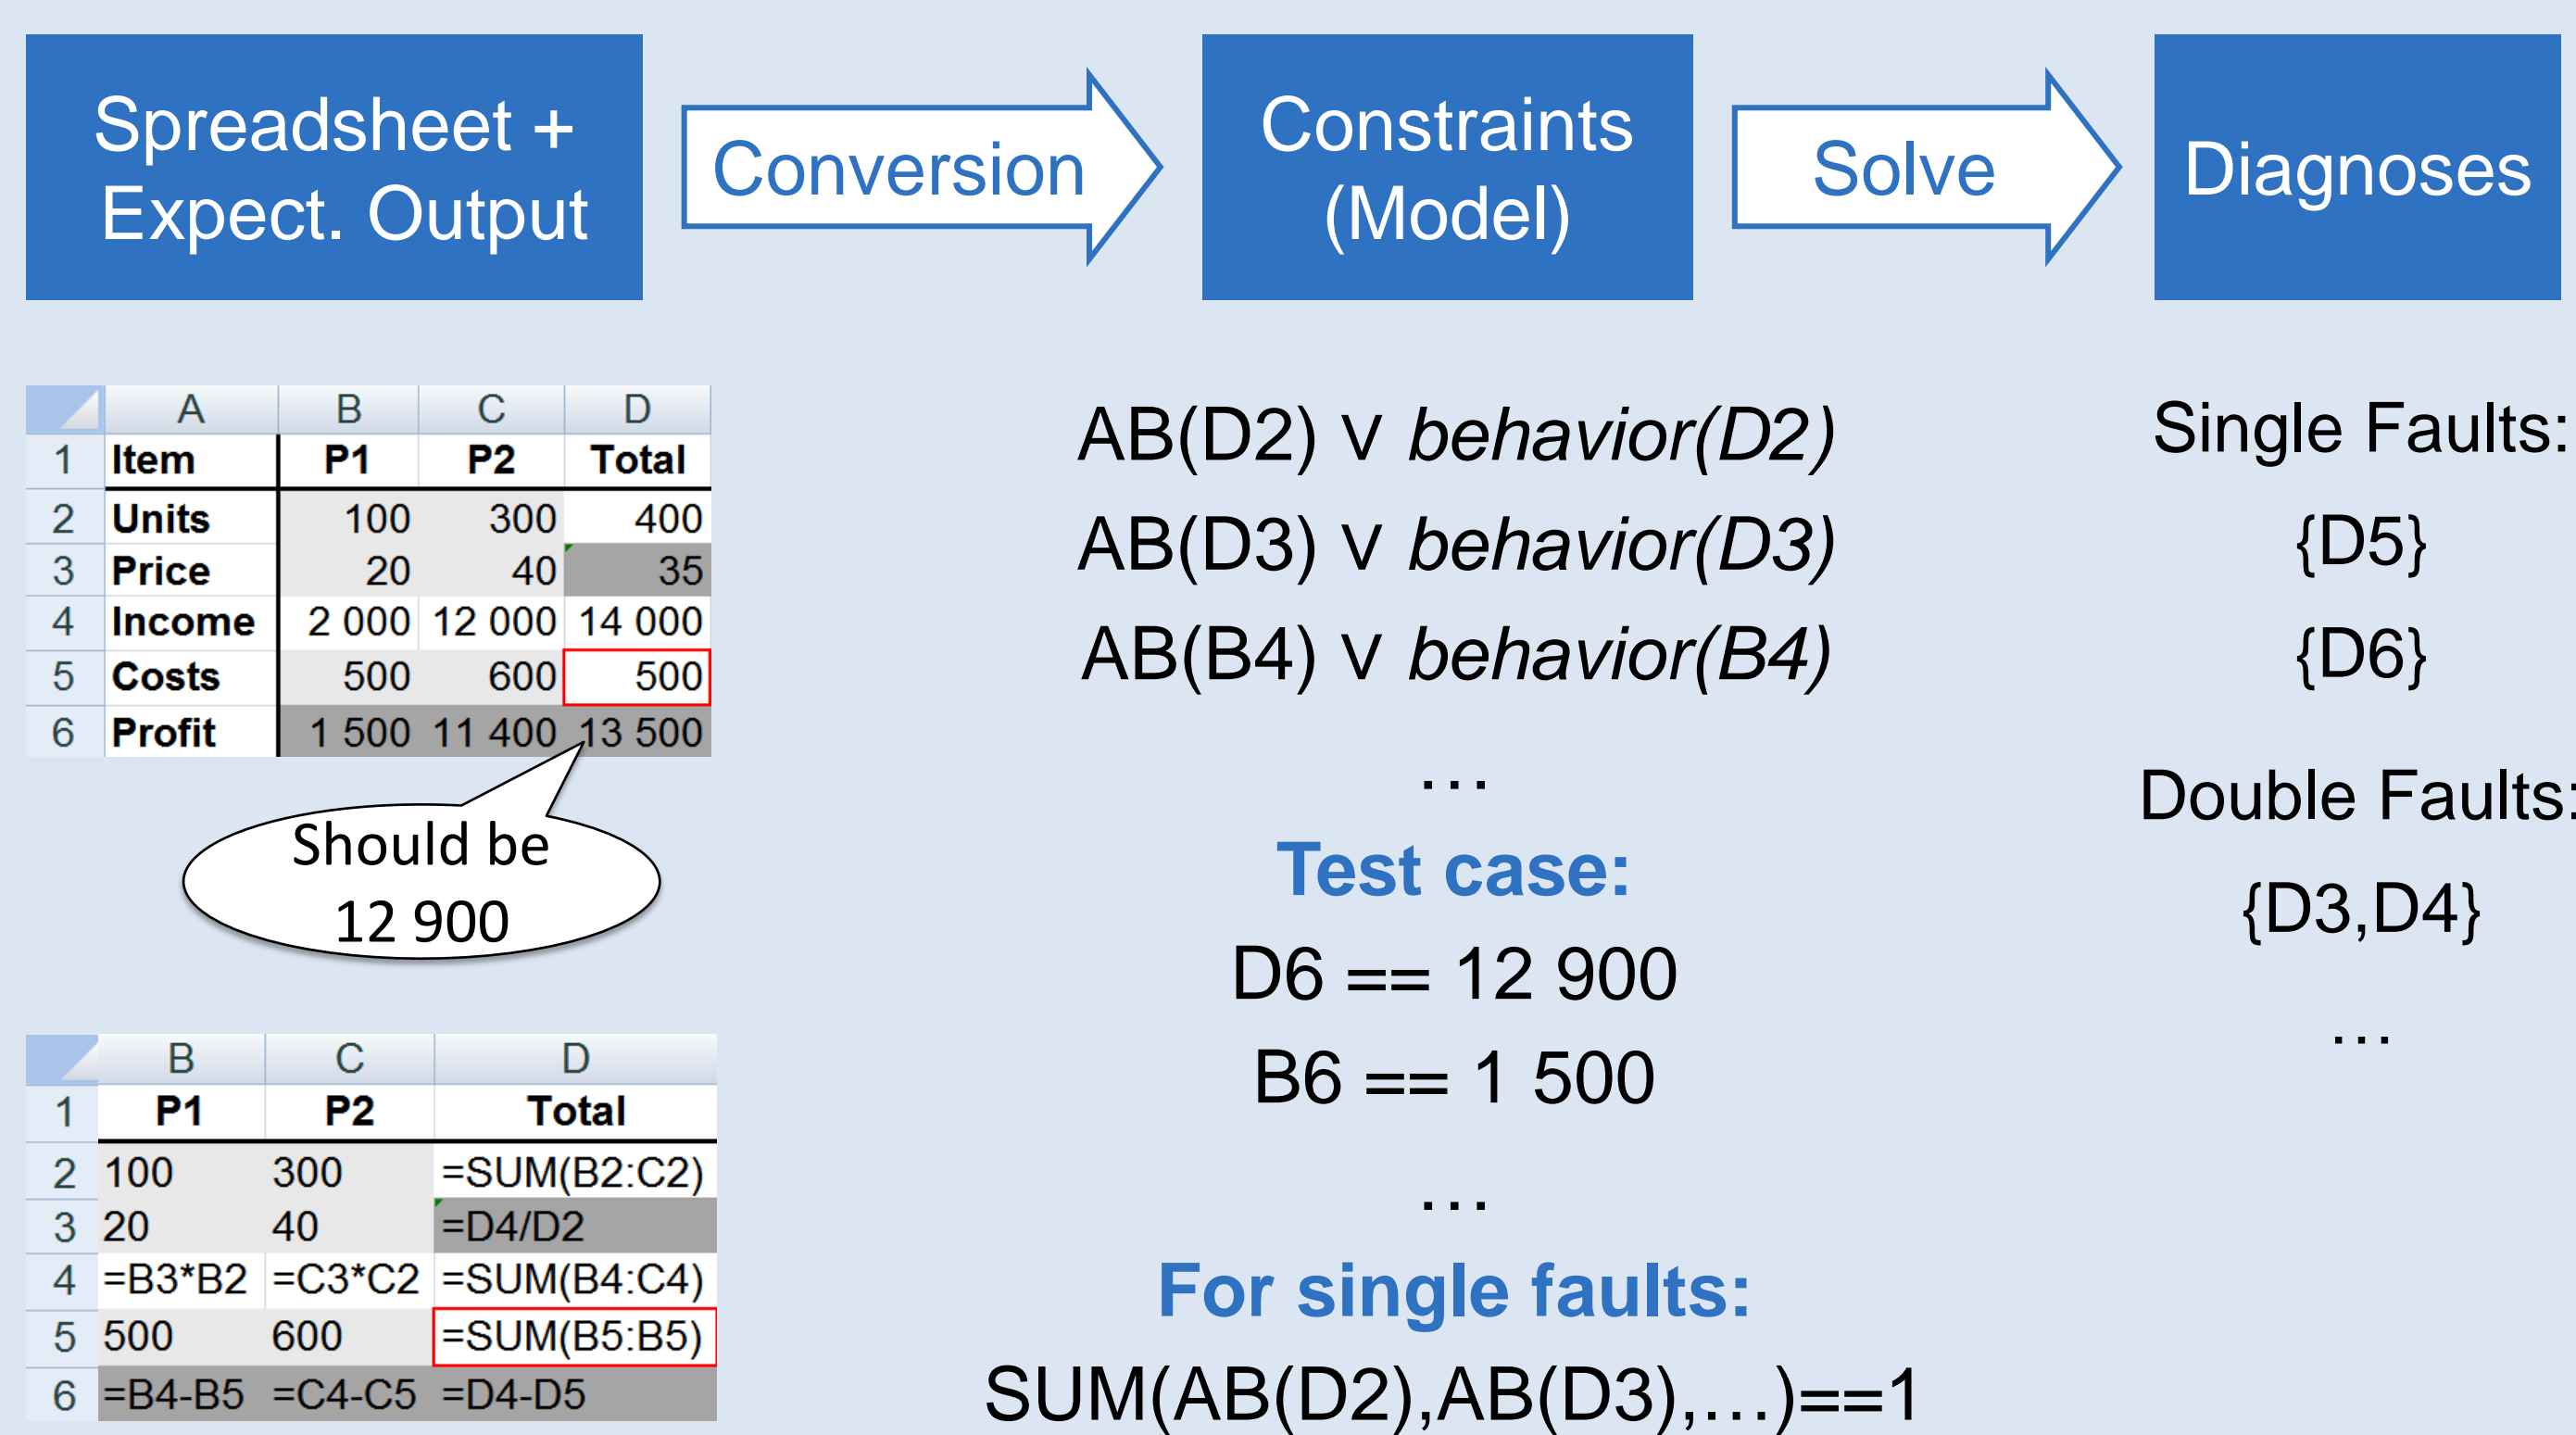 Spreadsheet +
Expect. Output
Conversion
Constraints
(Model)
Solve
Diagnoses
A B C D
1 Item P1 P2 Total
2 Units 100 300 400
3 Price 20 40 35
4 Income 2 000 12 000 14 000
5 Costs 500 600 500
6 Profit 1 500 11 400 13 500
Should be
12 900
B C D
1 P1 P2 Total
2 100 300 =SUM(B2:C2)
3 20 40 =D4/D2
4 =B3*B2 =C3*C2 =SUM(B4:C4)
5 500 600 =SUM(B5:B5)
6 =B4-B5 =C4-C5 =D4-D5
AB(D2) ∨ behavior(D2)
AB(D3) ∨ behavior(D3)
AB(B4) ∨ behavior(B4)
…
Test case:
D6 == 12 900
B6 == 1 500
…
For single faults:
SUM(AB(D2),AB(D3),…)==1
Single Faults:
{D5}
{D6}
Double Faults:
{D3,D4}
…